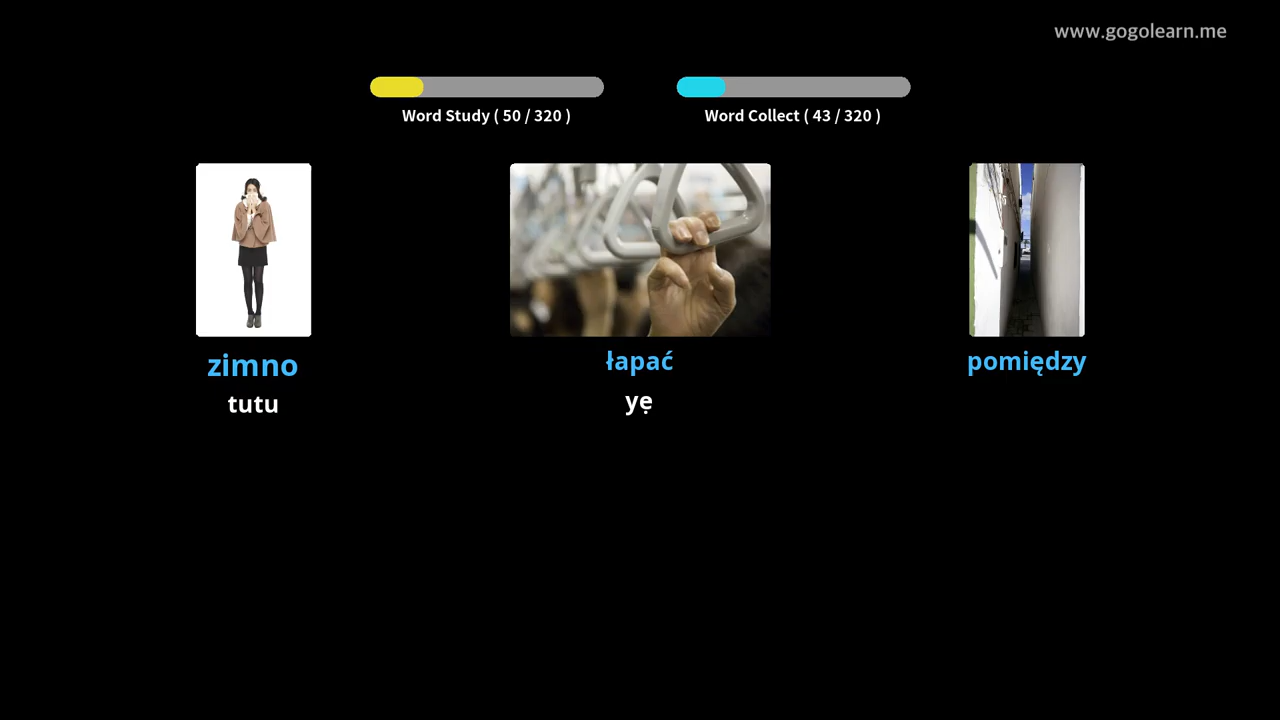 www.gogolearn.me
Word Study ( 50 / 320 )
Word Collect ( 43 / 320 )
zimno
łapać
pomiędzy
tutu
yẹ